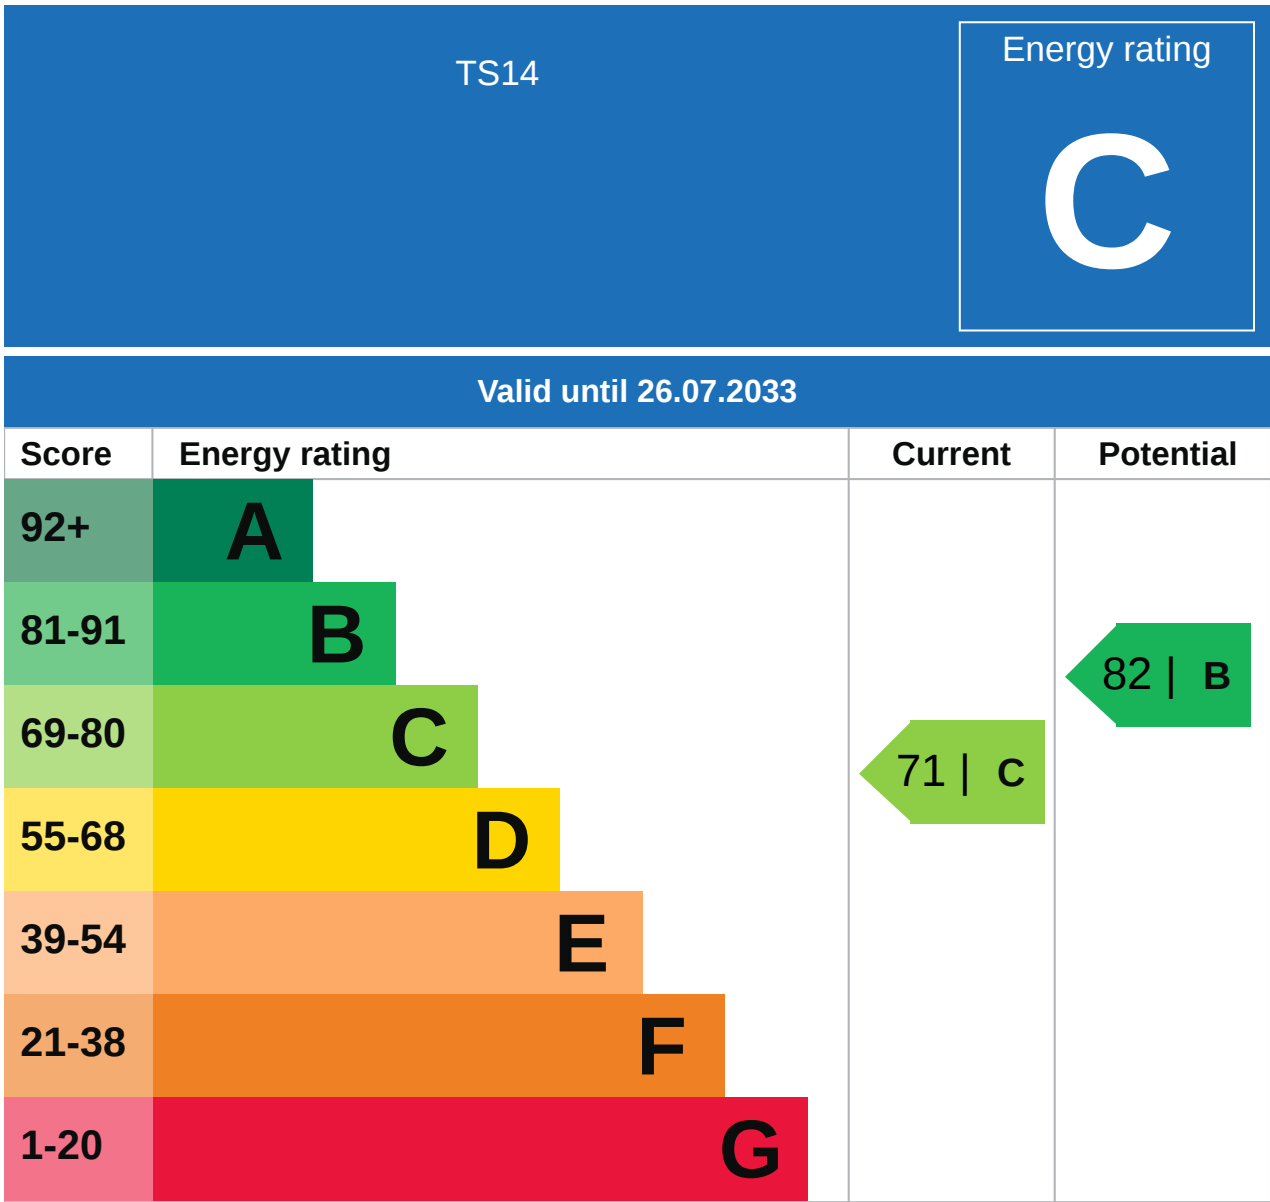 TS14
Energy rating
C
Valid until 26.07.2033
Score Energy rating Current Potential
92+ A
81-91 B
82 | B
69-80 C
71 | C
55-68 D
39-54 E
21-38 F
1-20 G